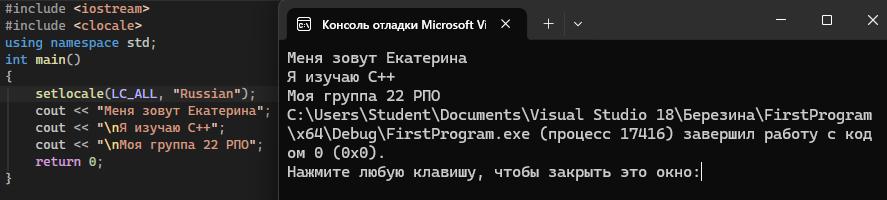 #include <iostream>
#include <clocale>
using namespace std;
int main()
{
setlocale(LC_ALL, "Russian");
cout << "Меня зовут Екатерина";
cout << "\nЯ изучаю C++";
cout << "\nМоя группа 22 РПО";
return 0;
}
Консоль отладки Microsoft Vi
Меня зовут Екатерина
Я изучаю C++
Моя группа 22 РПО
C:\Users\Student\Documents\Visual Studio 18\Березина\FirstProgram
\x64\Debug\FirstProgram.exe (процесс 17416) завершил работу с код
ом 0 (0x0).
Нажмите любую клавишу, чтобы закрыть это окно: